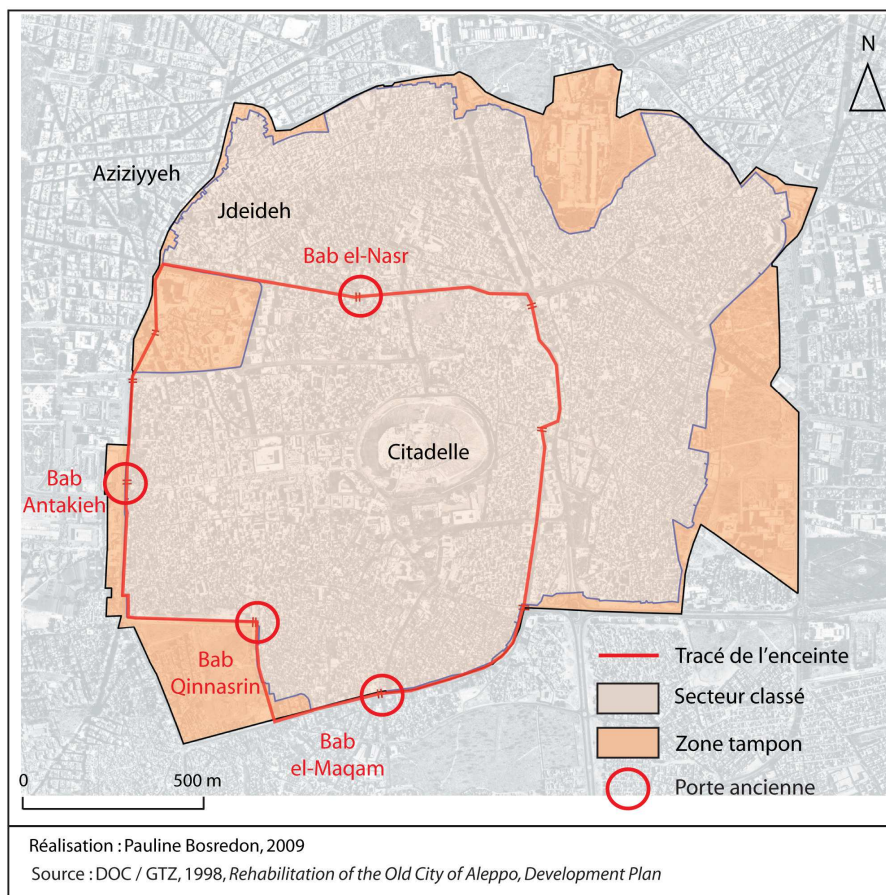 N
Aziziyyeh
Jdeideh
Bab el-Nasr
Citadelle
Bab
Antakieh
Bab
Qinnasrin
Bab
el-Maqam
Tracé de l'enceinte
Secteur classé
Zone tampon
Porte ancienne
0
500 m
Réalisation : Pauline Bosredon, 2009
Source : DOC / GTZ, 1998, Rehabilitation of the Old City of Aleppo, Development Plan